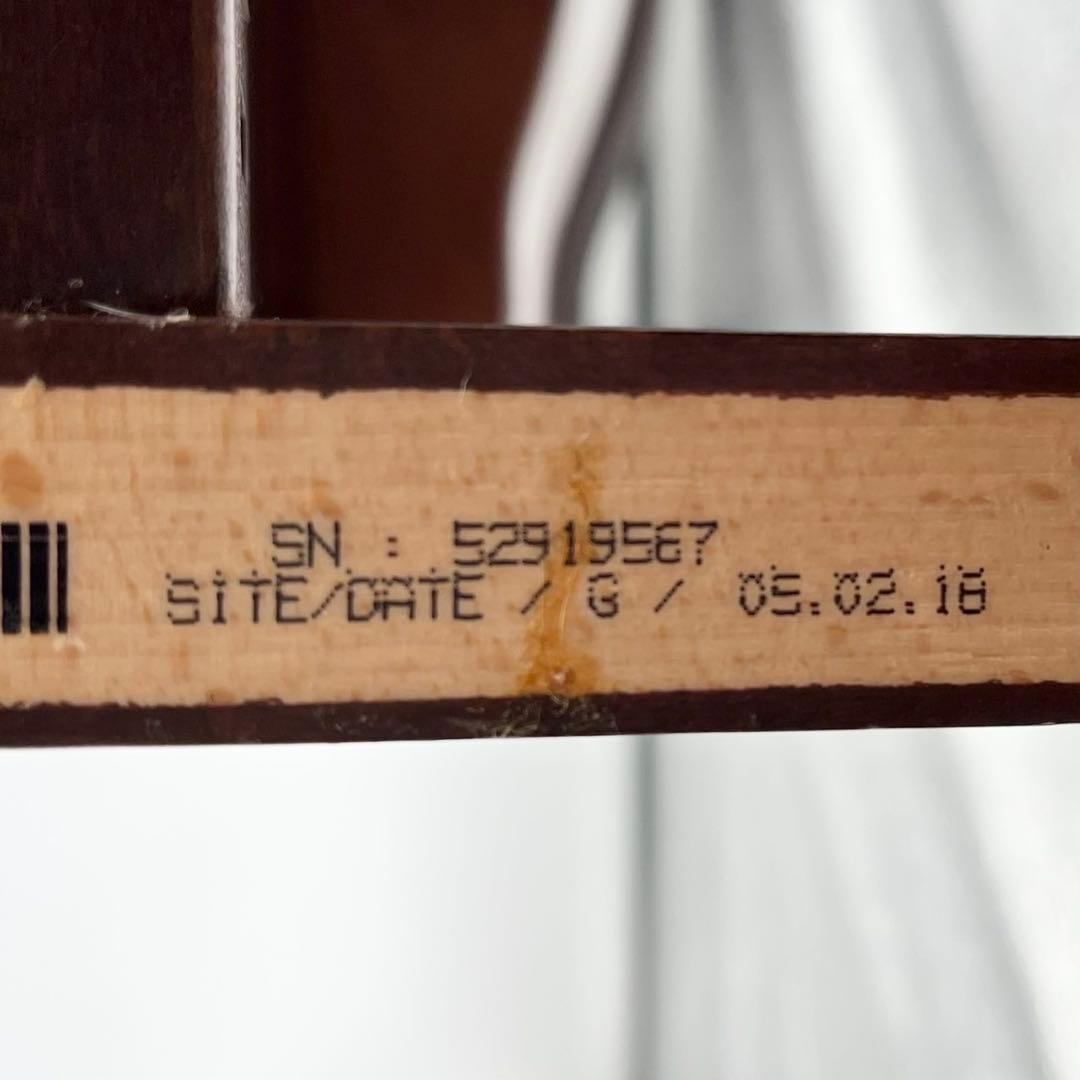 SN : 52919567
SITE/DATE / G / 05.02.18